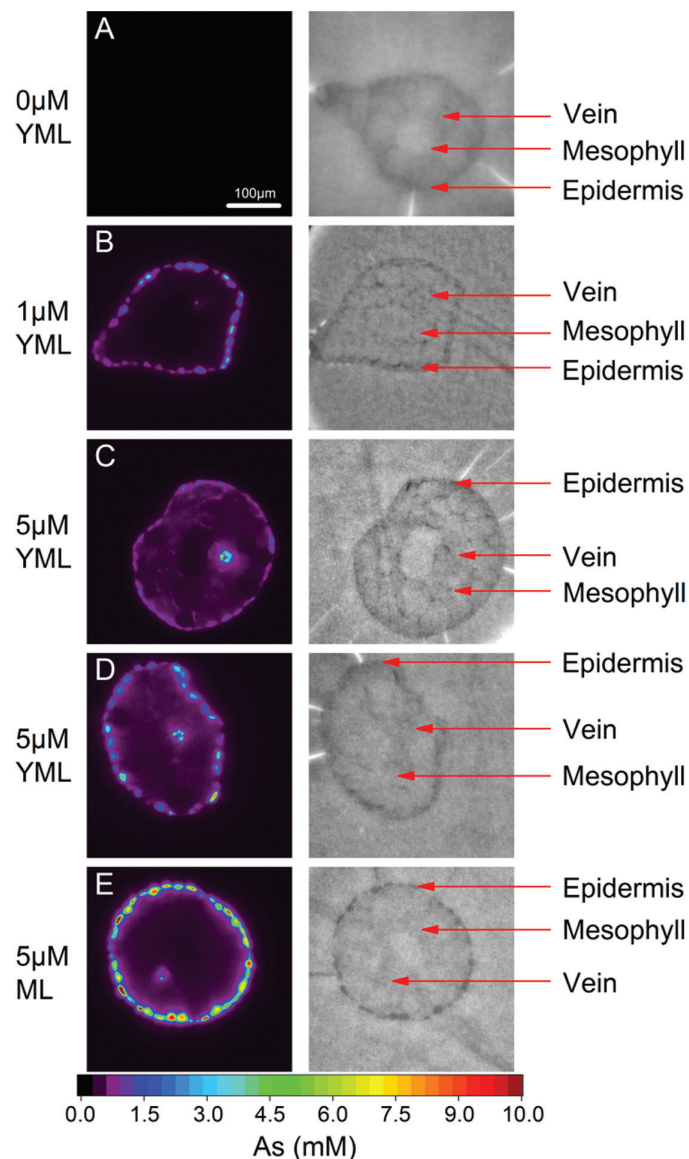 A
0µM
YML
100µm
Vein
Mesophyll
Epidermis
B
1µM
YML
Vein
Mesophyll
Epidermis
C
5µM
YML
Epidermis
Vein
Mesophyll
D
5µM
YML
Epidermis
Vein
Mesophyll
E
5µM
ML
Epidermis
Mesophyll
Vein
0.0 1.5 3.0 4.5 6.0 7.5 9.0 10.0
As (mM)